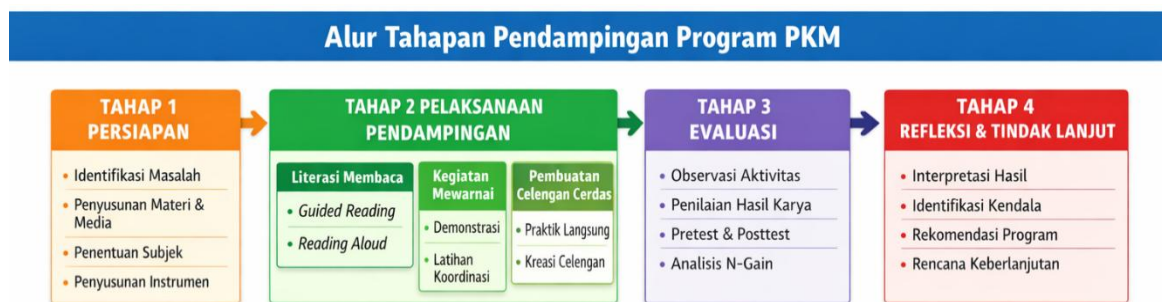 Alur Tahapan Pendampingan Program PKM
TAHAP 1
PERSIAPAN
• Identifikasi Masalah
• Penyusunan Materi &
Media
• Penentuan Subjek
• Penyusunan Instrumen
TAHAP 2 PELAKSANAAN
PENDAMPINGAN
Literasi Membaca
• Guided Reading
• Reading Aloud
Kegiatan
Mewarnai
• Demonstrasi
• Latihan
Koordinasi
Pembuatan
Celengan Cerdas
• Praktik Langsung
• Kreasi Celengan
TAHAP 3
EVALUASI
• Observasi Aktivitas
• Penilaian Hasil Karya
• Pretest & Posttest
• Analisis N-Gain
TAHAP 4
REFLEKSI & TINDAK LANJUT
• Interpretasi Hasil
• Identifikasi Kendala
• Rekomendasi Program
• Rencana Keberlanjutan